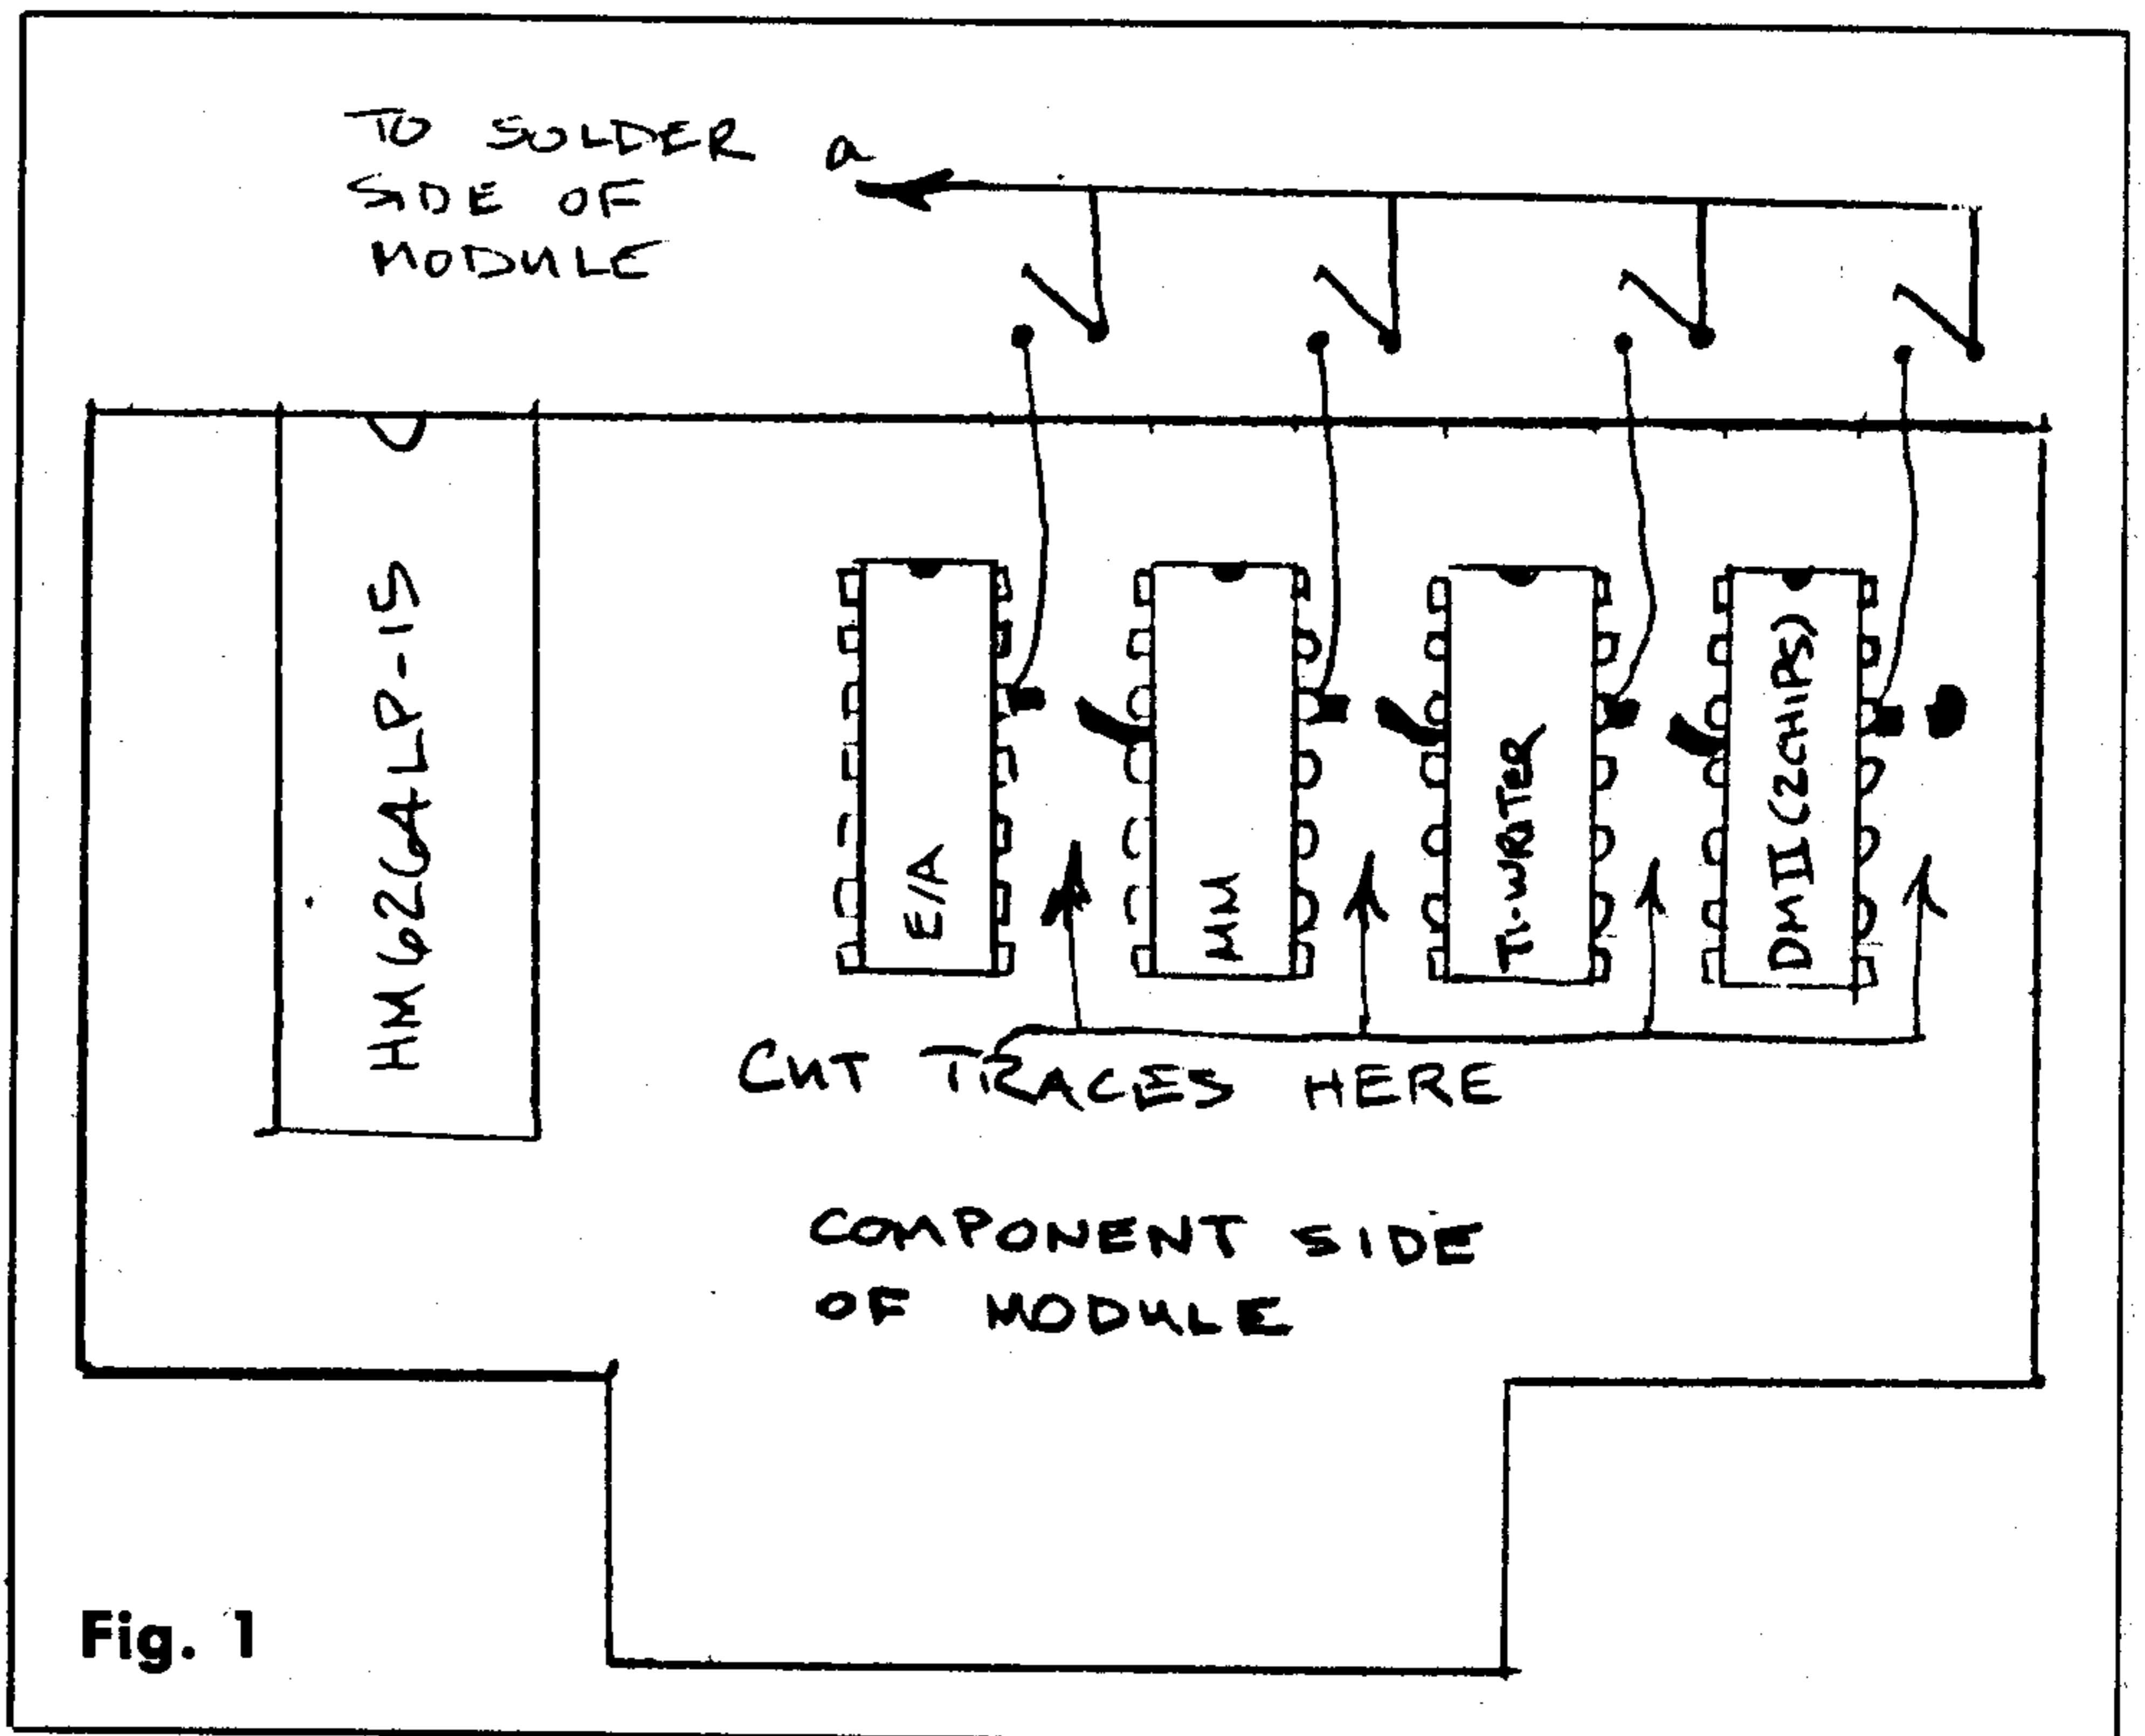 TO SOLDER
SIDE OF
MODULE
a
HM6264LP-15
E/A
MM
TI-WRITER
DMII(2CHIPS)
CUT TRACES HERE
COMPONENT SIDE
OF MODULE
Fig. 1